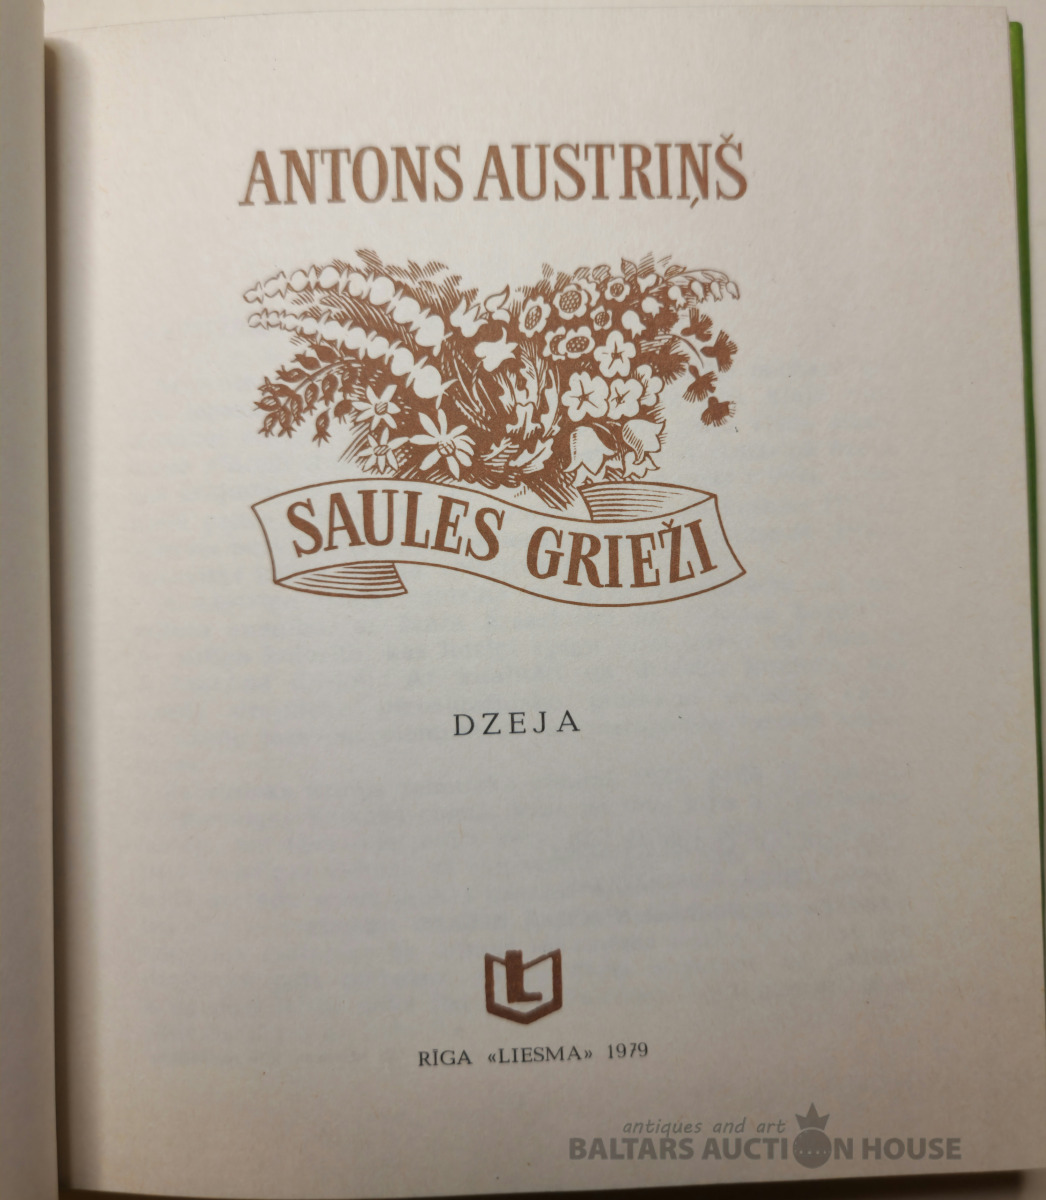 ANTONS AUSTRIŅŠ
SAULES GRIEŽI
DZEJA
L
RĪGA «LIESMA» 1979
antiques and art
BALTARS AUCTION HOUSE